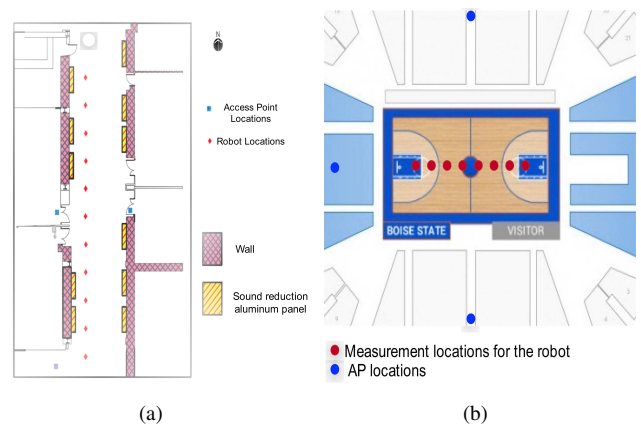 N
Access Point
Locations
Robot Locations
Wall
Sound reduction
aluminum panel
(a)
BOISE STATE
VISITOR
Measurement locations for the robot
AP locations
(b)